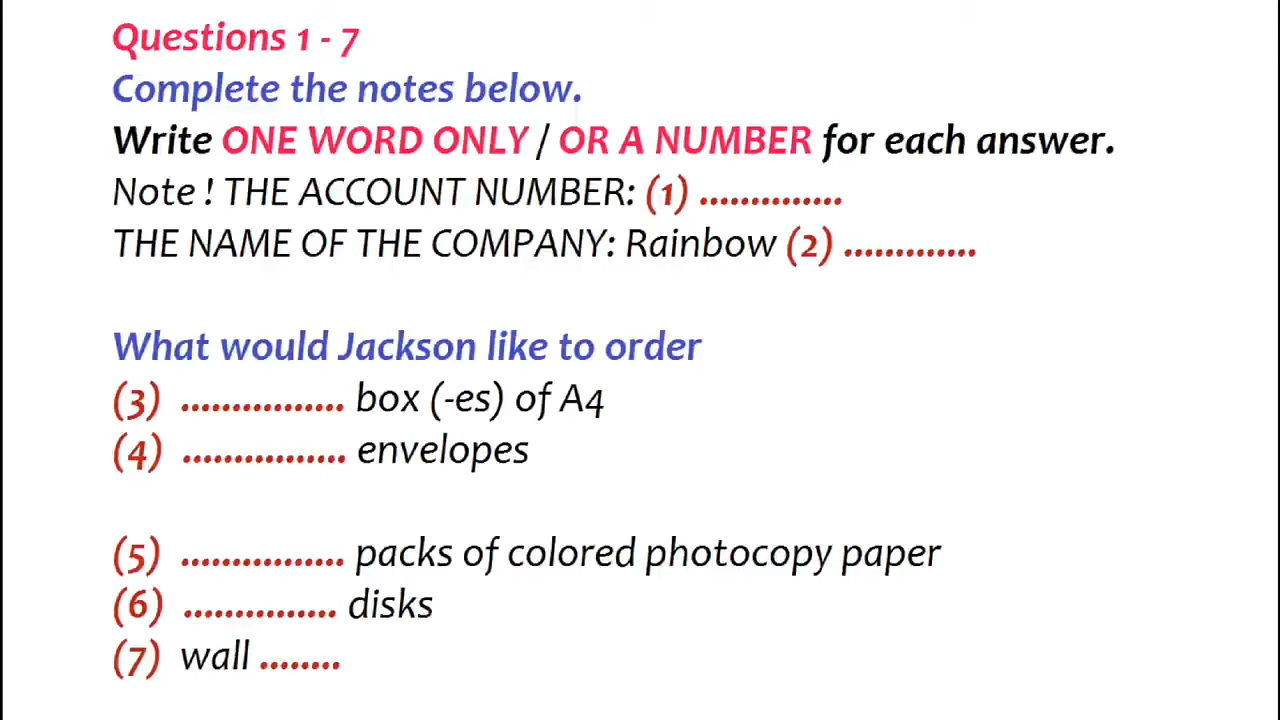 Questions 1 - 7
Complete the notes below.
Write ONE WORD ONLY / OR A NUMBER for each answer.
Note ! THE ACCOUNT NUMBER: (1) ..............
THE NAME OF THE COMPANY: Rainbow (2) .............
What would Jackson like to order
(3) ................ box (-es) of A4
(4) ................ envelopes
(5) ................ packs of colored photocopy paper
(6) ............... disks
(7) wall ........